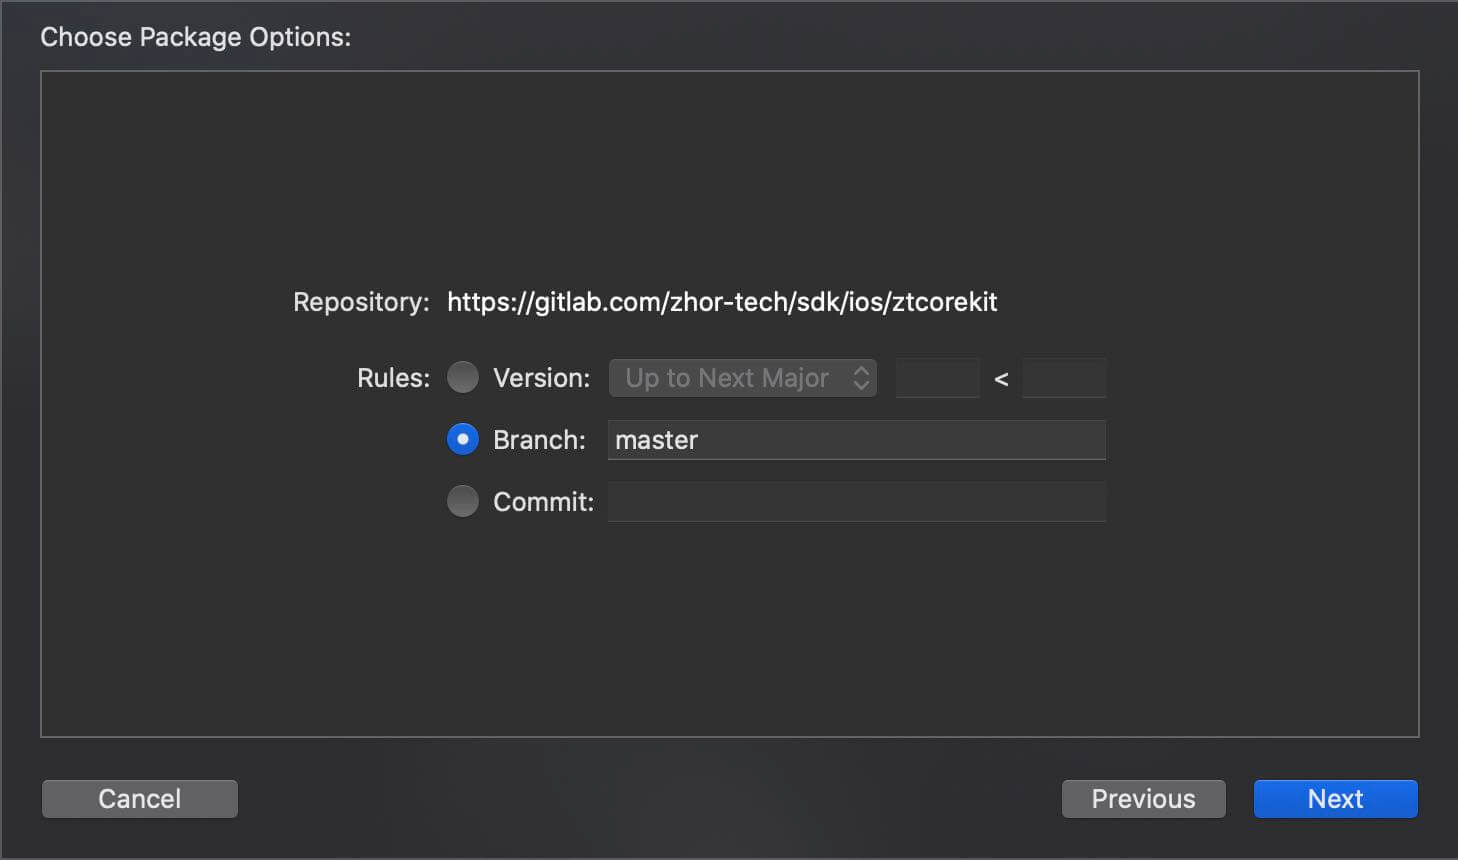 Choose Package Options:
Repository: https://gitlab.com/zhor-tech/sdk/ios/ztcorekit
Rules: Version: Up to Next Major <
Branch: master
Commit:
Cancel Previous Next